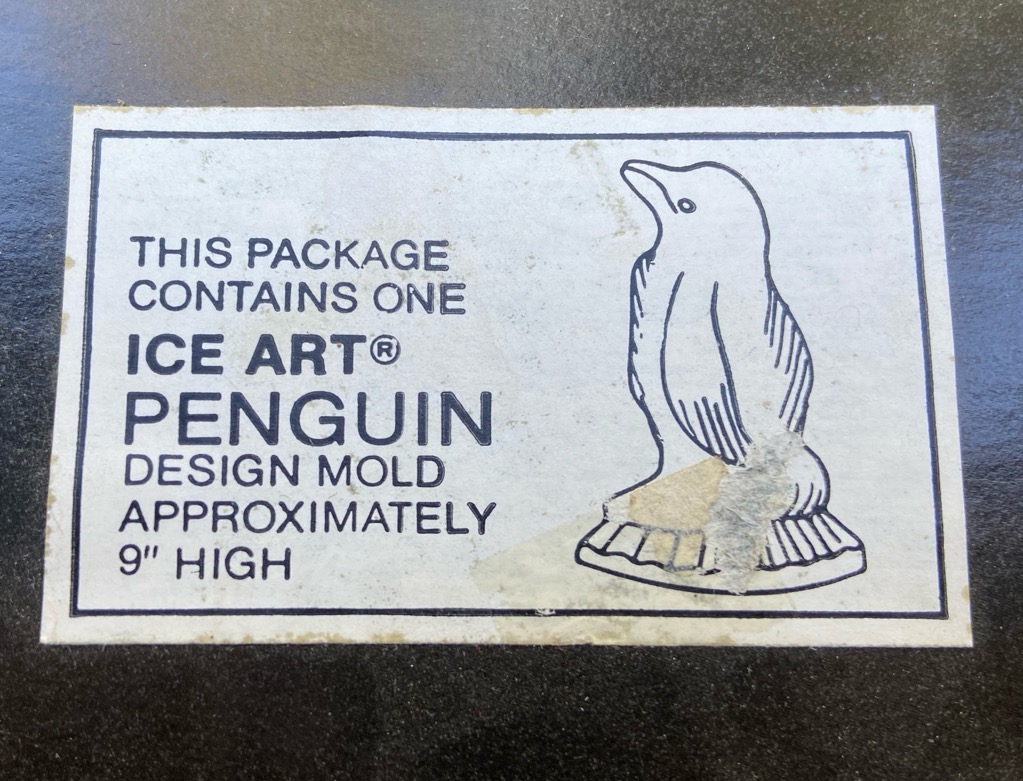 THIS PACKAGE
CONTAINS ONE
ICE ART®
PENGUIN
DESIGN MOLD
APPROXIMATELY
9" HIGH